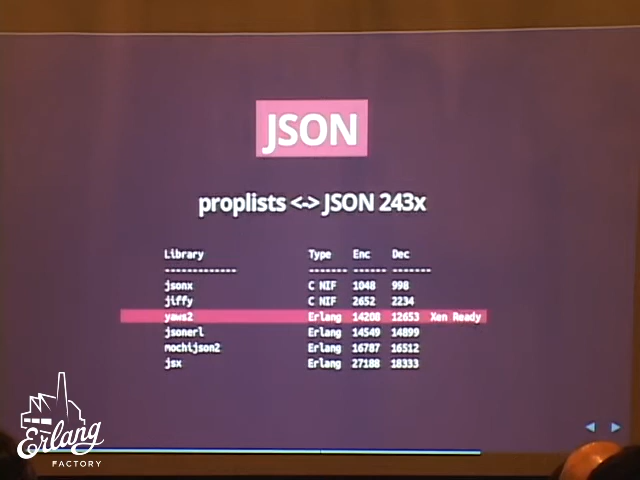 JSON
proplists <-> JSON 243x
Library Type Enc Dec
------------- ------- ------ -------
jsonx C NIF 1048 998
jiffy C NIF 2652 2234
yaws2 Erlang 14208 12653 Xen Ready
jsonerl Erlang 14549 14899
mochijson2 Erlang 16787 16512
jsx Erlang 27188 18333
Erlang
FACTORY